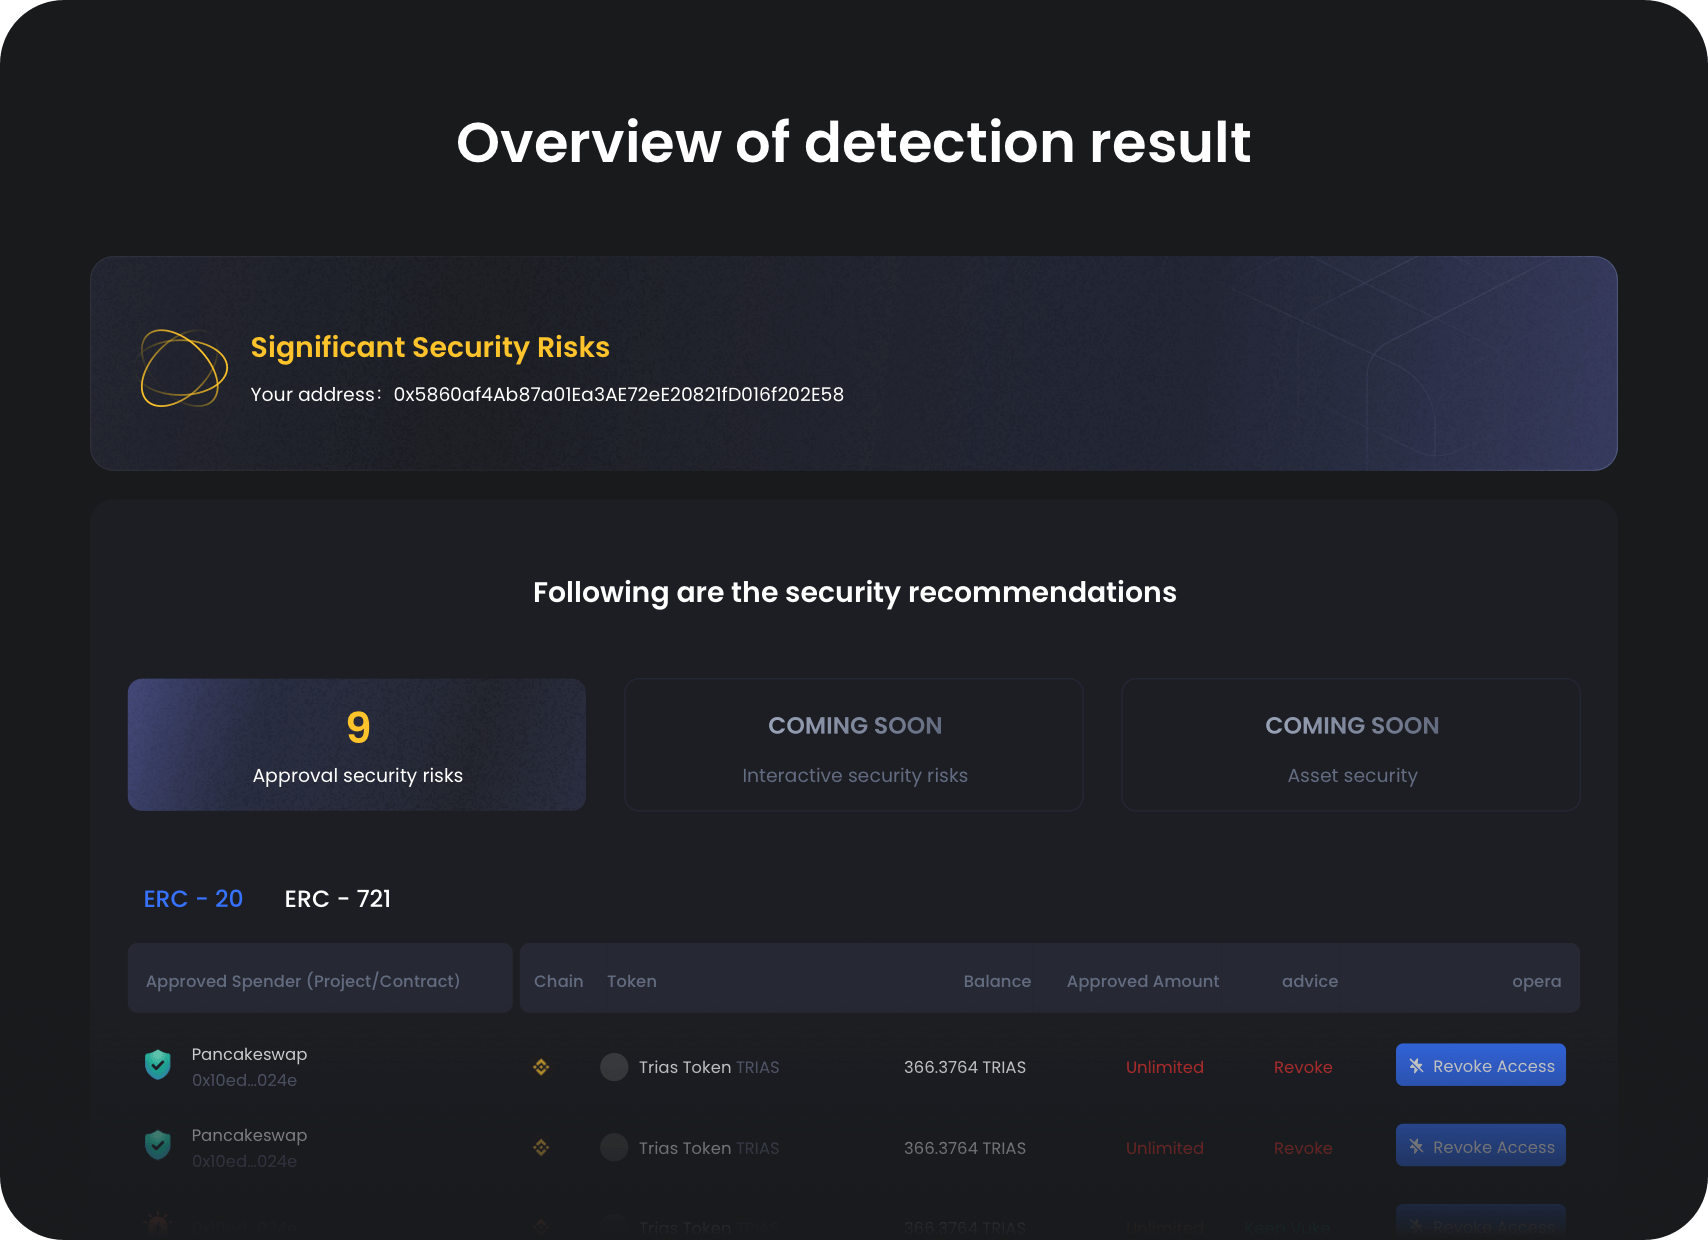 Overview of detection result
Significant Security Risks
Your address: 0x5860af4Ab87a01Ea3AE72eE20821fD016f202E58
Following are the security recommendations
9
Approval security risks
COMING SOON
Interactive security risks
COMING SOON
Asset security
ERC - 20 ERC - 721
Approved Spender (Project/Contract) Chain Token Balance Approved Amount advice opera
Pancakeswap
0x10ed...024e
Trias Token TRIAS 366.3764 TRIAS Unlimited Revoke Revoke Access
Pancakeswap
0x10ed...024e
Trias Token TRIAS 366.3764 TRIAS Unlimited Revoke Revoke Access
0x10ed...024e Trias Token TRIAS 366.3764 TRIAS Unlimited Revoke Access